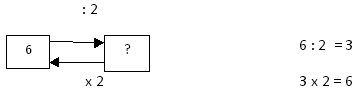 : 2
6
?
x 2
6 : 2 = 3
3 x 2 = 6